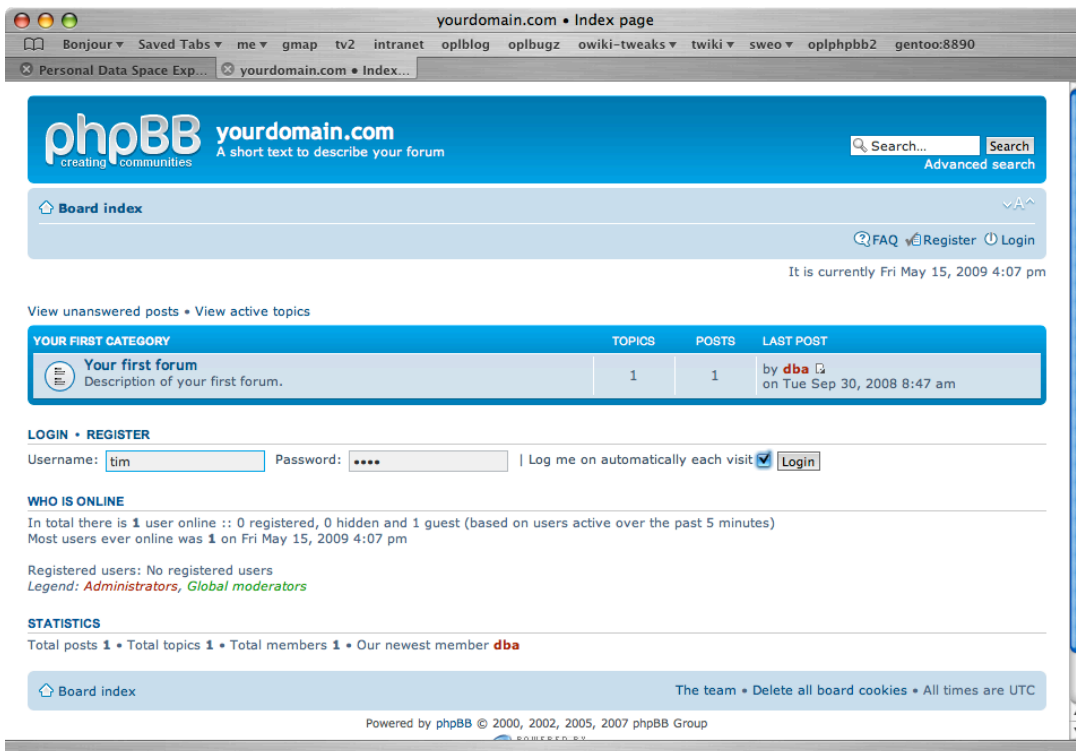 yourdomain.com • Index page
Bonjour ▾ Saved Tabs ▾ me ▾ gmap tv2 intranet oplblog oplbugz owiki-tweaks ▾ twiki ▾ sweo ▾ oplphpbb2 gentoo:8890
Personal Data Space Exp... yourdomain.com • Index...
phpBB
creating communities
yourdomain.com
A short text to describe your forum
Search... Search
Advanced search
Board index
A
FAQ Register Login
It is currently Fri May 15, 2009 4:07 pm
View unanswered posts • View active topics
YOUR FIRST CATEGORY TOPICS POSTS LAST POST
Your first forum
Description of your first forum.
1 1
by dba
on Tue Sep 30, 2008 8:47 am
LOGIN • REGISTER
Username: tim Password: •••• | Log me on automatically each visit Login
WHO IS ONLINE
In total there is 1 user online :: 0 registered, 0 hidden and 1 guest (based on users active over the past 5 minutes)
Most users ever online was 1 on Fri May 15, 2009 4:07 pm
Registered users: No registered users
Legend: Administrators, Global moderators
STATISTICS
Total posts 1 • Total topics 1 • Total members 1 • Our newest member dba
Board index
The team • Delete all board cookies • All times are UTC
Powered by phpBB © 2000, 2002, 2005, 2007 phpBB Group
POWERED BY